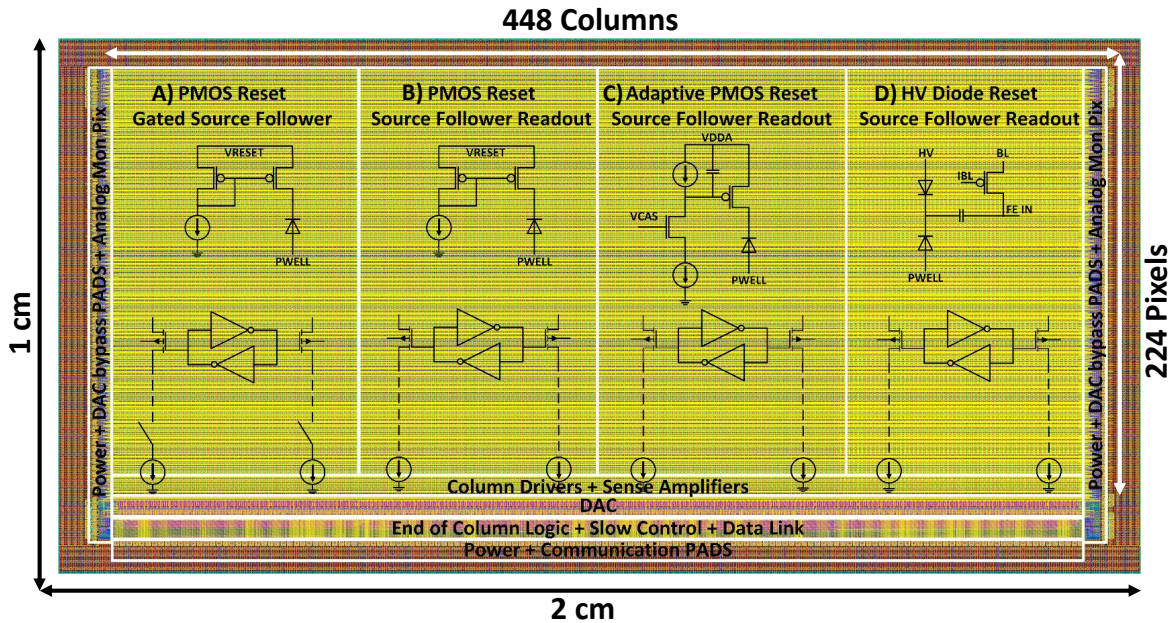 448 Columns
A) PMOS Reset
Gated Source Follower
VRESET
PWELL
B) PMOS Reset
Source Follower Readout
VRESET
PWELL
C) Adaptive PMOS Reset
Source Follower Readout
VDDA
VCAS
PWELL
D) HV Diode Reset
Source Follower Readout
HV
BL
IBL
FE IN
PWELL
Power + DAC bypass PADS + Analog Mon Pix
Power + DAC bypass PADS + Analog Mon Pix
1 cm
224 Pixels
Column Drivers + Sense Amplifiers
DAC
End of Column Logic + Slow Control + Data Link
Power + Communication PADS
2 cm